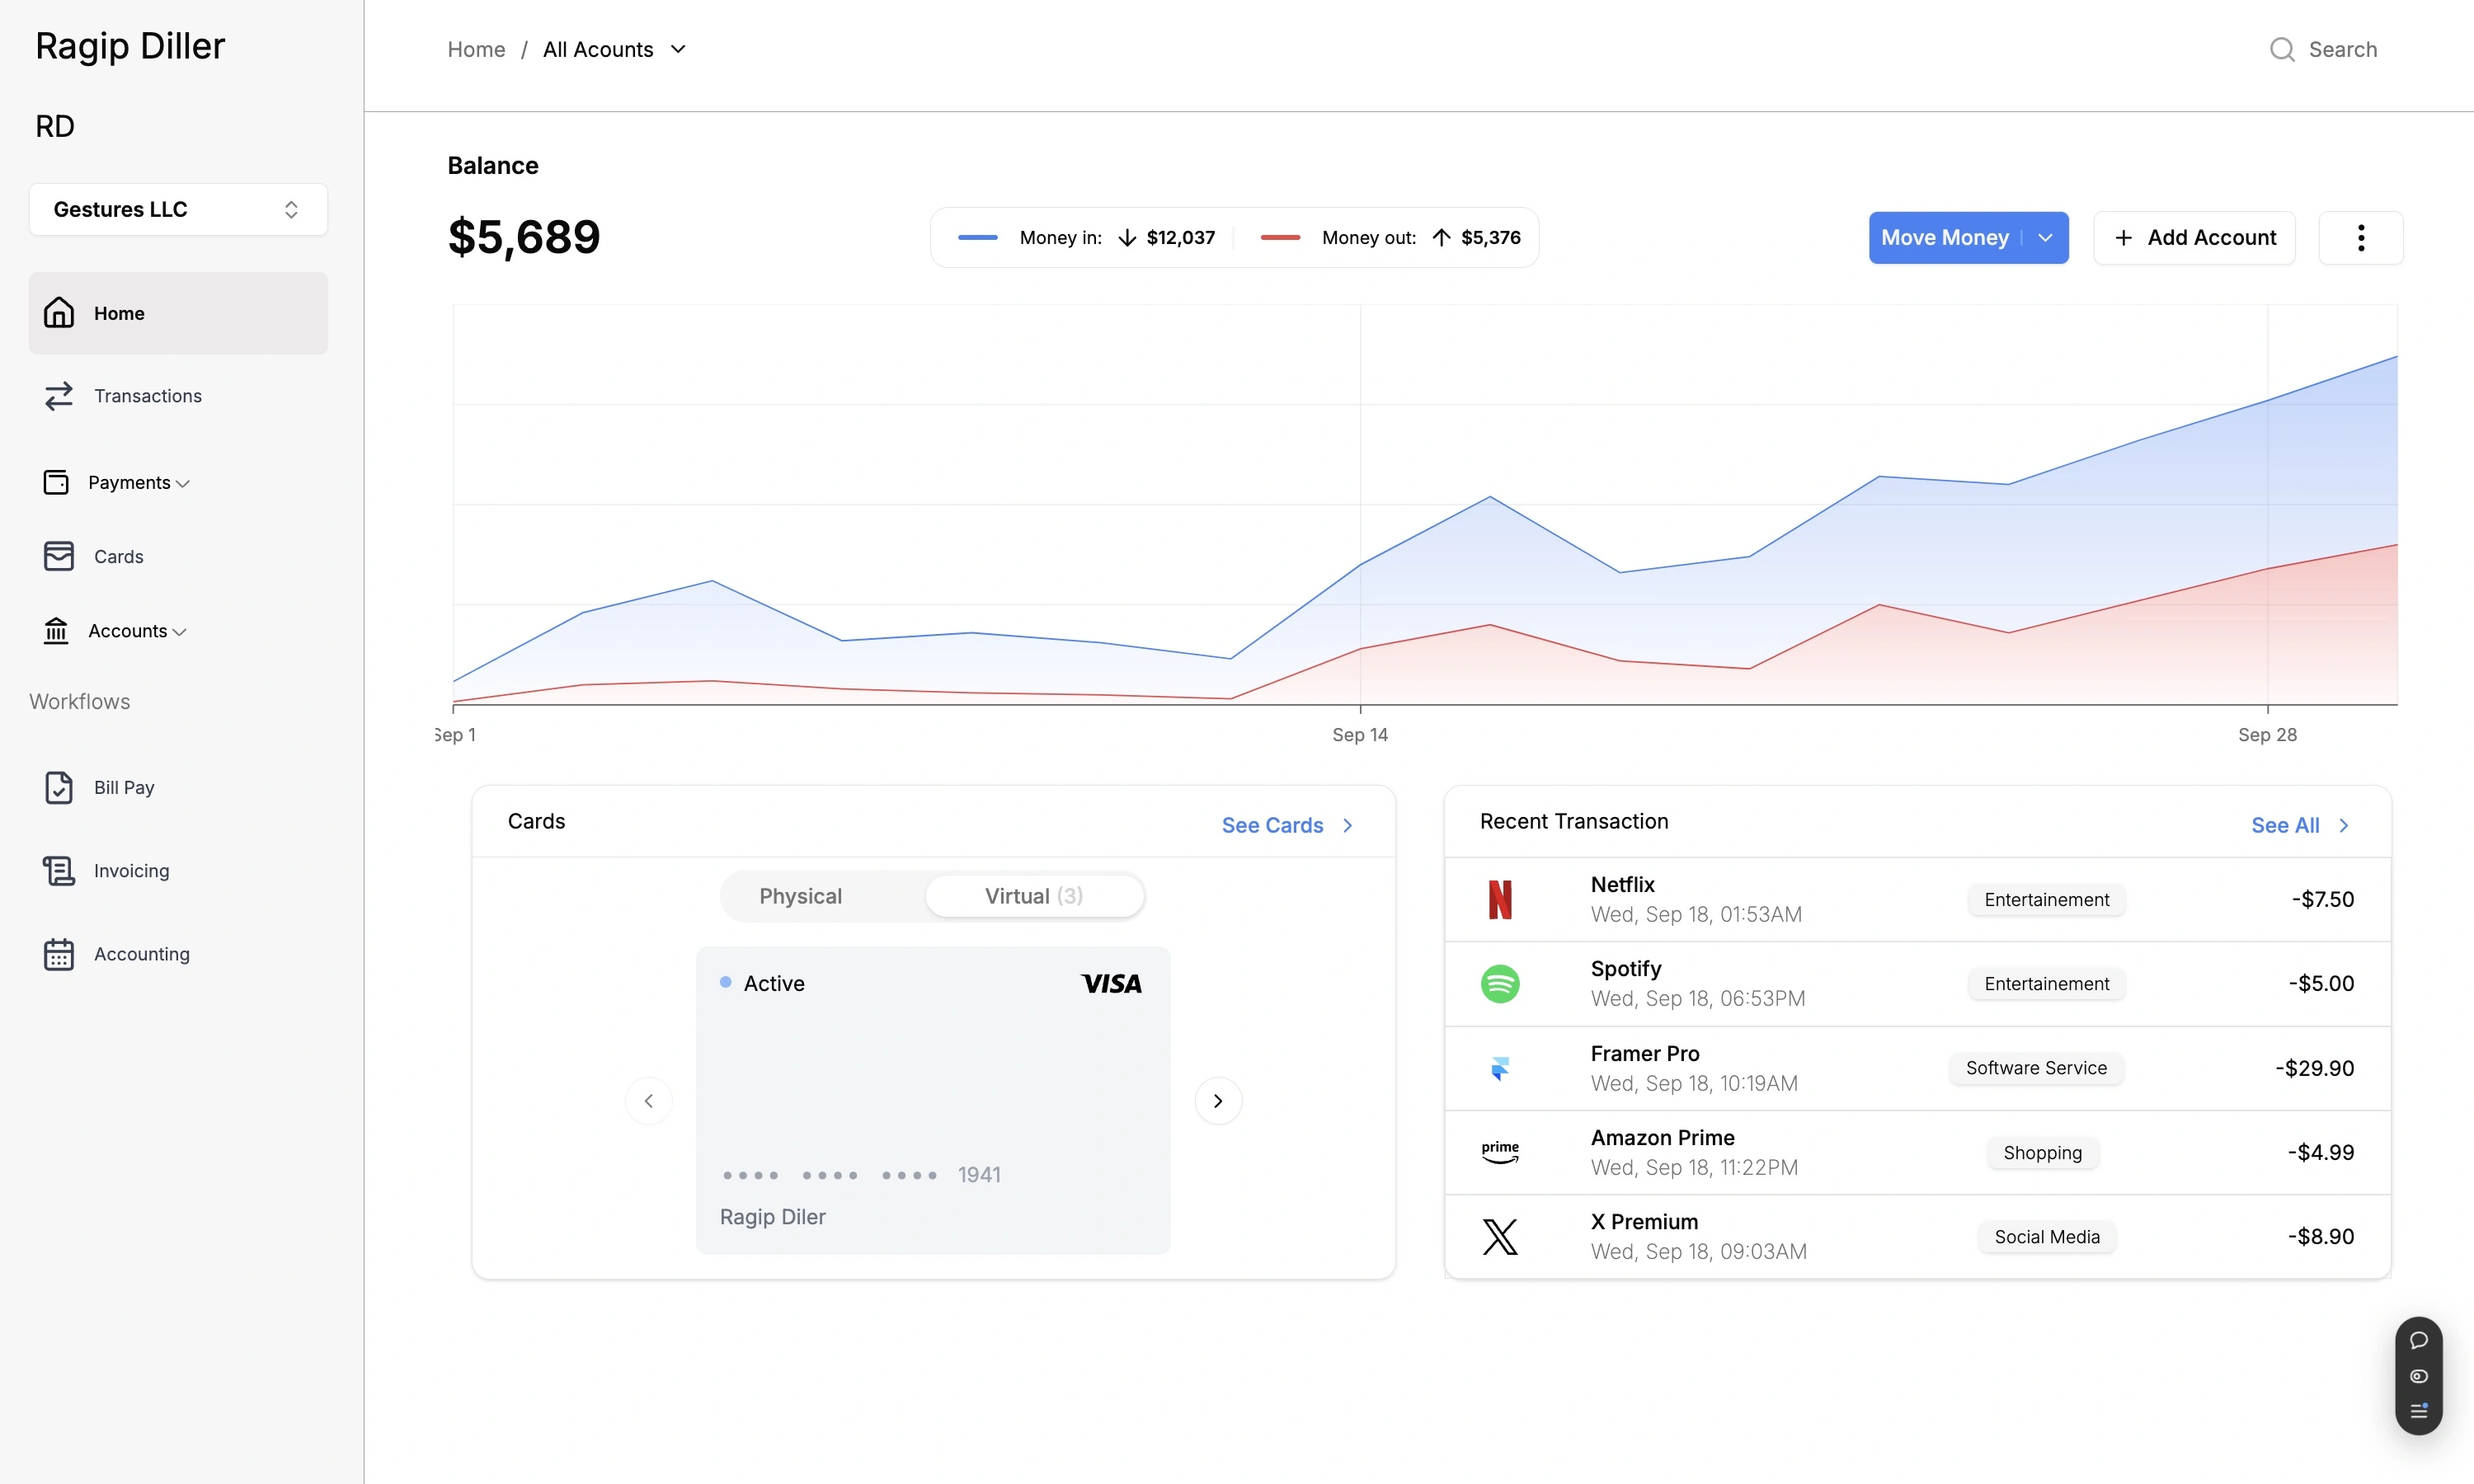 Ragip Diller
RD
Gestures LLC
Home
Transactions
Payments
Cards
Accounts
Workflows
Bill Pay
Invoicing
Accounting
Home / All Acounts
Search
Balance
$5,689
Money in: $12,037
Money out: $5,376
Move Money
Add Account
Sep 1
Sep 14
Sep 28
Cards
See Cards
Physical
Virtual (3)
Active
VISA
1941
Ragip Diler
Recent Transaction
See All
Netflix
Wed, Sep 18, 01:53AM
Entertainement
-$7.50
Spotify
Wed, Sep 18, 06:53PM
Entertainement
-$5.00
Framer Pro
Wed, Sep 18, 10:19AM
Software Service
-$29.90
prime
Amazon Prime
Wed, Sep 18, 11:22PM
Shopping
-$4.99
X Premium
Wed, Sep 18, 09:03AM
Social Media
-$8.90